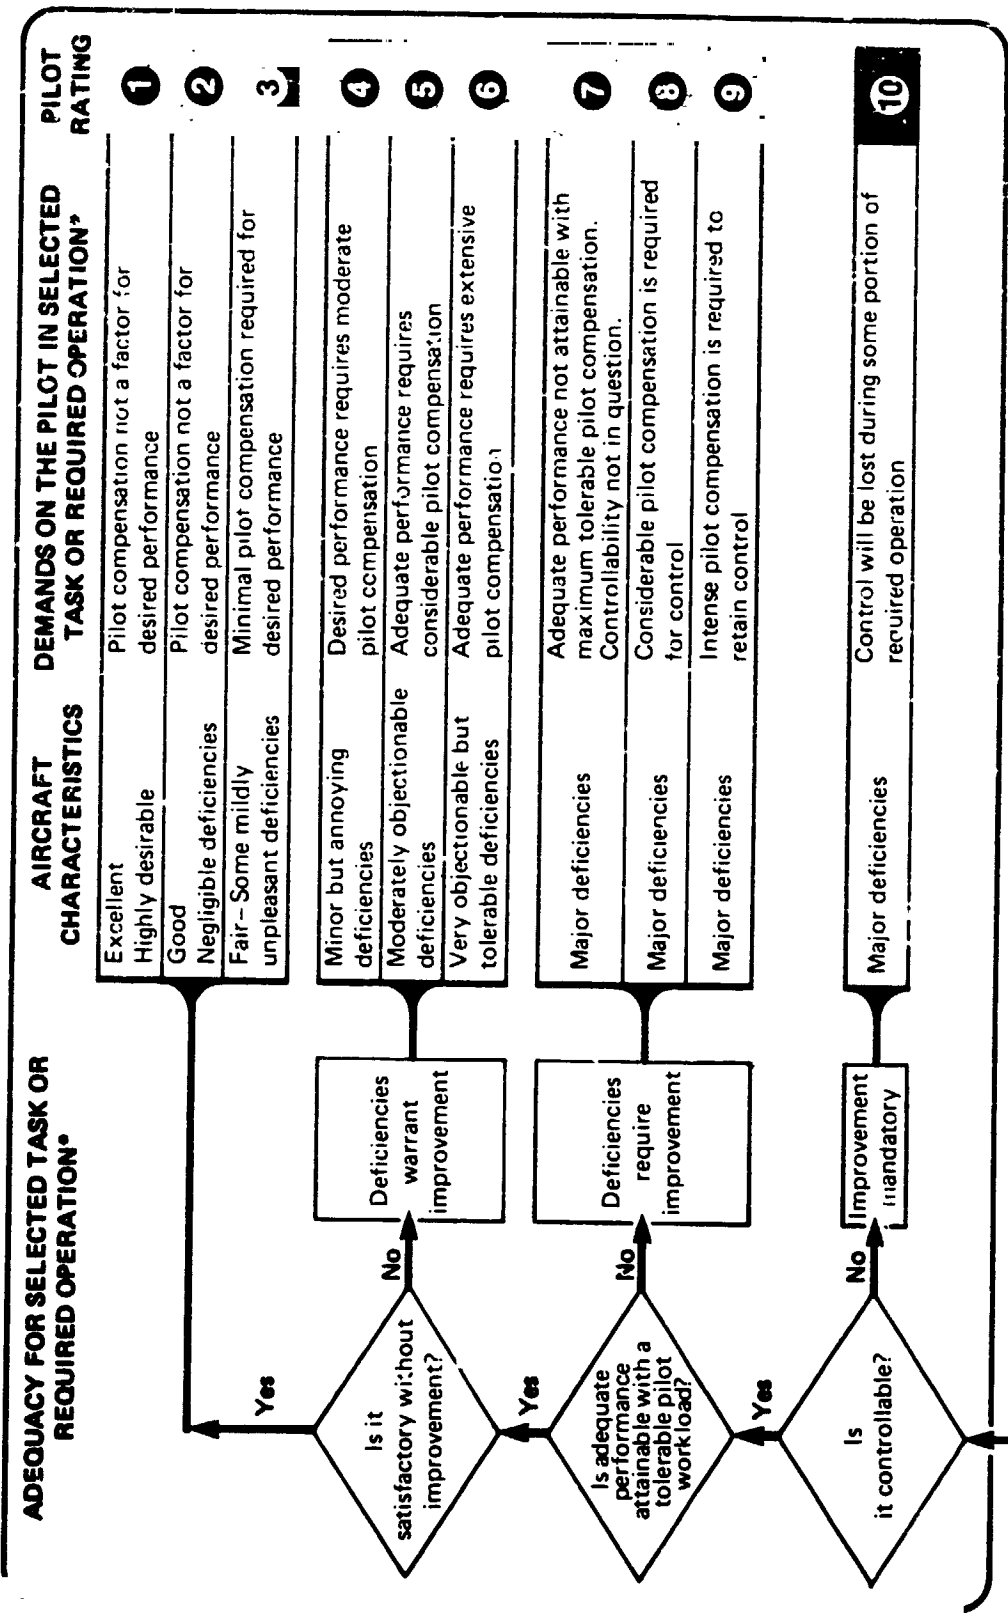 ADEQUACY FOR SELECTED TASK OR
REQUIRED OPERATION*
AIRCRAFT
CHARACTERISTICS
DEMANDS ON THE PILOT IN SELECTED
TASK OR REQUIRED OPERATION*
PILOT
RATING
Excellent
Highly desirable
Pilot compensation not a factor for
desired performance
1
Good
Negligible deficiencies
Pilot compensation not a factor for
desired performance
2
Fair – Some mildly
unpleasant deficiencies
Minimal pilot compensation required for
desired performance
3
Yes
Is it
satisfactory without
improvement?
No
Deficiencies
warrant
improvement
Minor but annoying
deficiencies
Desired performance requires moderate
pilot compensation
4
Moderately objectionable
deficiencies
Adequate performance requires
considerable pilot compensation
5
Very objectionable but
tolerable deficiencies
Adequate performance requires extensive
pilot compensation
6
Yes
Is adequate
performance
attainable with a
tolerable pilot
workload?
No
Deficiencies
require
improvement
Major deficiencies
Adequate performance not attainable with
maximum tolerable pilot compensation.
Controllability not in question.
7
Major deficiencies
Considerable pilot compensation is required
for control
8
Major deficiencies
Intense pilot compensation is required to
retain control
9
Yes
Is
it controllable?
No
Improvement
mandatory
Major deficiencies
Control will be lost during some portion of
required operation
10